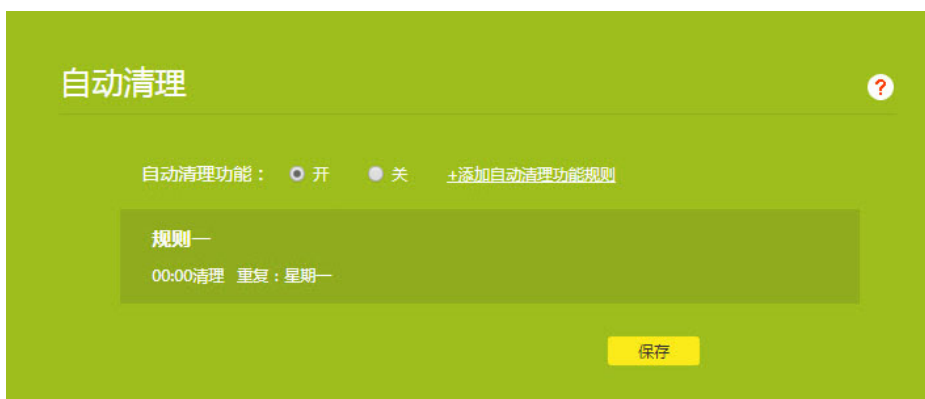 自动清理
?
自动清理功能： 开 关 +添加自动清理功能规则
规则一
00:00清理 重复：星期一
保存